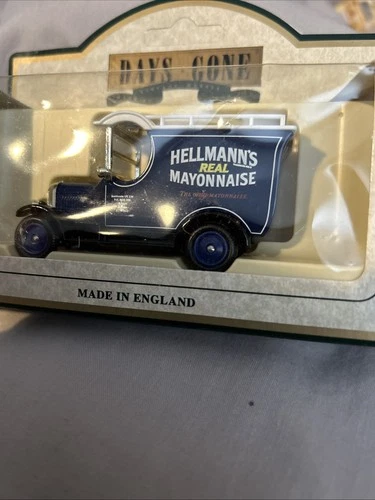 DAYS GONE
HELLMANN'S
REAL
MAYONNAISE
MADE IN ENGLAND